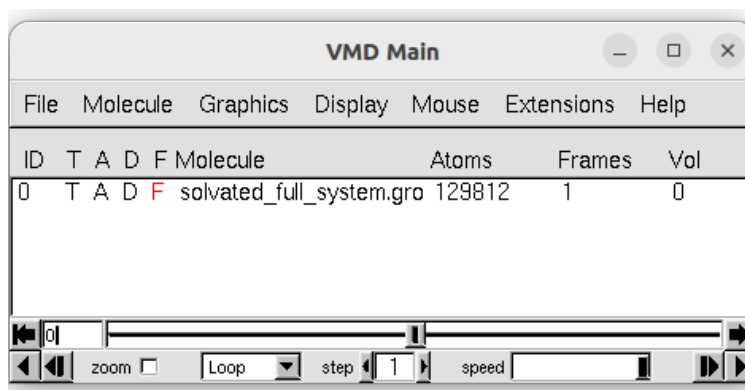 VMD Main
File Molecule Graphics Display Mouse Extensions Help
ID T A D F Molecule Atoms Frames Vol
0 T A D F solvated_full_system.gro 129812 1 0
0
zoom Loop step 1 speed